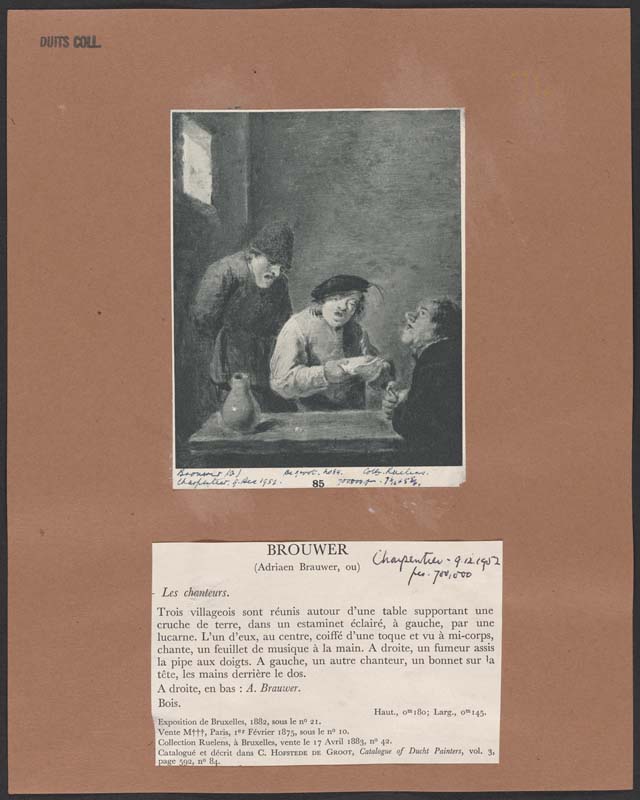 DUITS COLL.
Brouwer (A) de Groot. no 84. Coll. Ruelens.
Charpentier. 9. Dec 1952. 85 700000 fr.
BROUWER
(Adriaen Brauwer, ou)
Charpentier - 9.12.1952
frs. 700,000
Les chanteurs.
Trois villageois sont réunis autour d'une table supportant une
cruche de terre, dans un estaminet éclairé, à gauche, par une
lucarne. L'un d'eux, au centre, coiffé d'une toque et vu à mi-corps,
chante, un feuillet de musique à la main. A droite, un fumeur assis
la pipe aux doigts. A gauche, un autre chanteur, un bonnet sur la
tête, les mains derrière le dos.
A droite, en bas : A. Brauwer.
Bois.
Haut., 0m180; Larg., 0m145.
Exposition de Bruxelles, 1882, sous le nº 21.
Vente M†††, Paris, 1er Février 1875, sous le nº 10.
Collection Ruelens, à Bruxelles, vente le 17 Avril 1883, nº 42.
Catalogué et décrit dans C. HOFSTEDE DE GROOT, Catalogue of Ducht Painters, vol. 3,
page 592, nº 84.